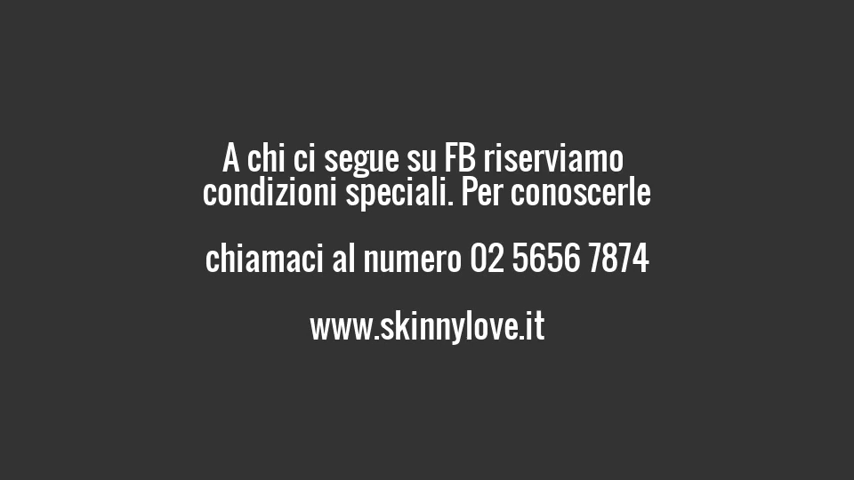 A chi ci segue su FB riserviamo
condizioni speciali. Per conoscerle
chiamaci al numero 02 5656 7874
www.skinnylove.it